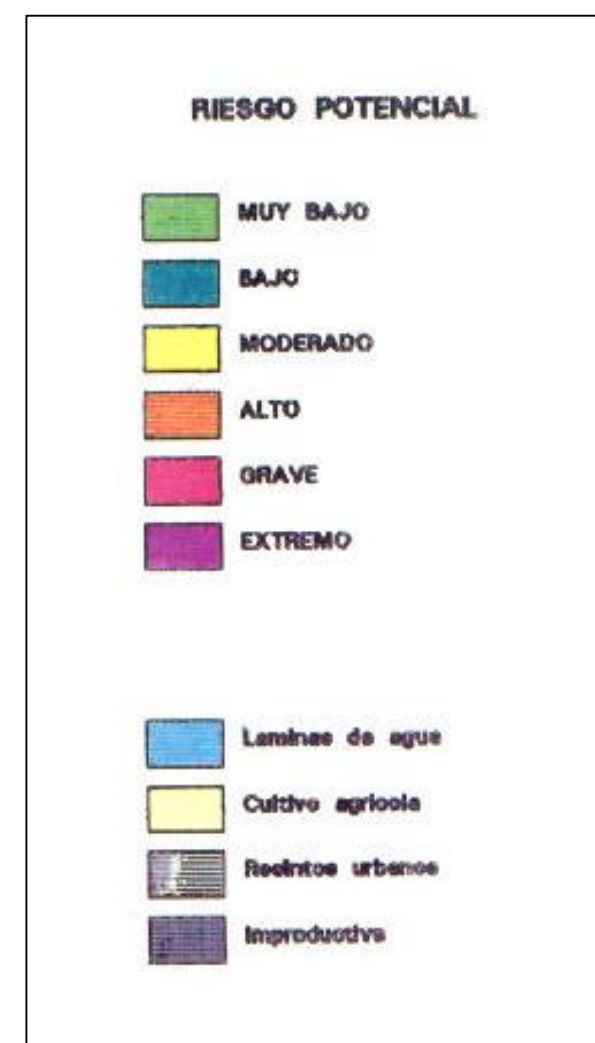 RIESGO POTENCIAL
MUY BAJO
BAJO
MODERADO
ALTO
GRAVE
EXTREMO
Laminas de agua
Cultivo agricola
Recintos urbanos
Improductivo